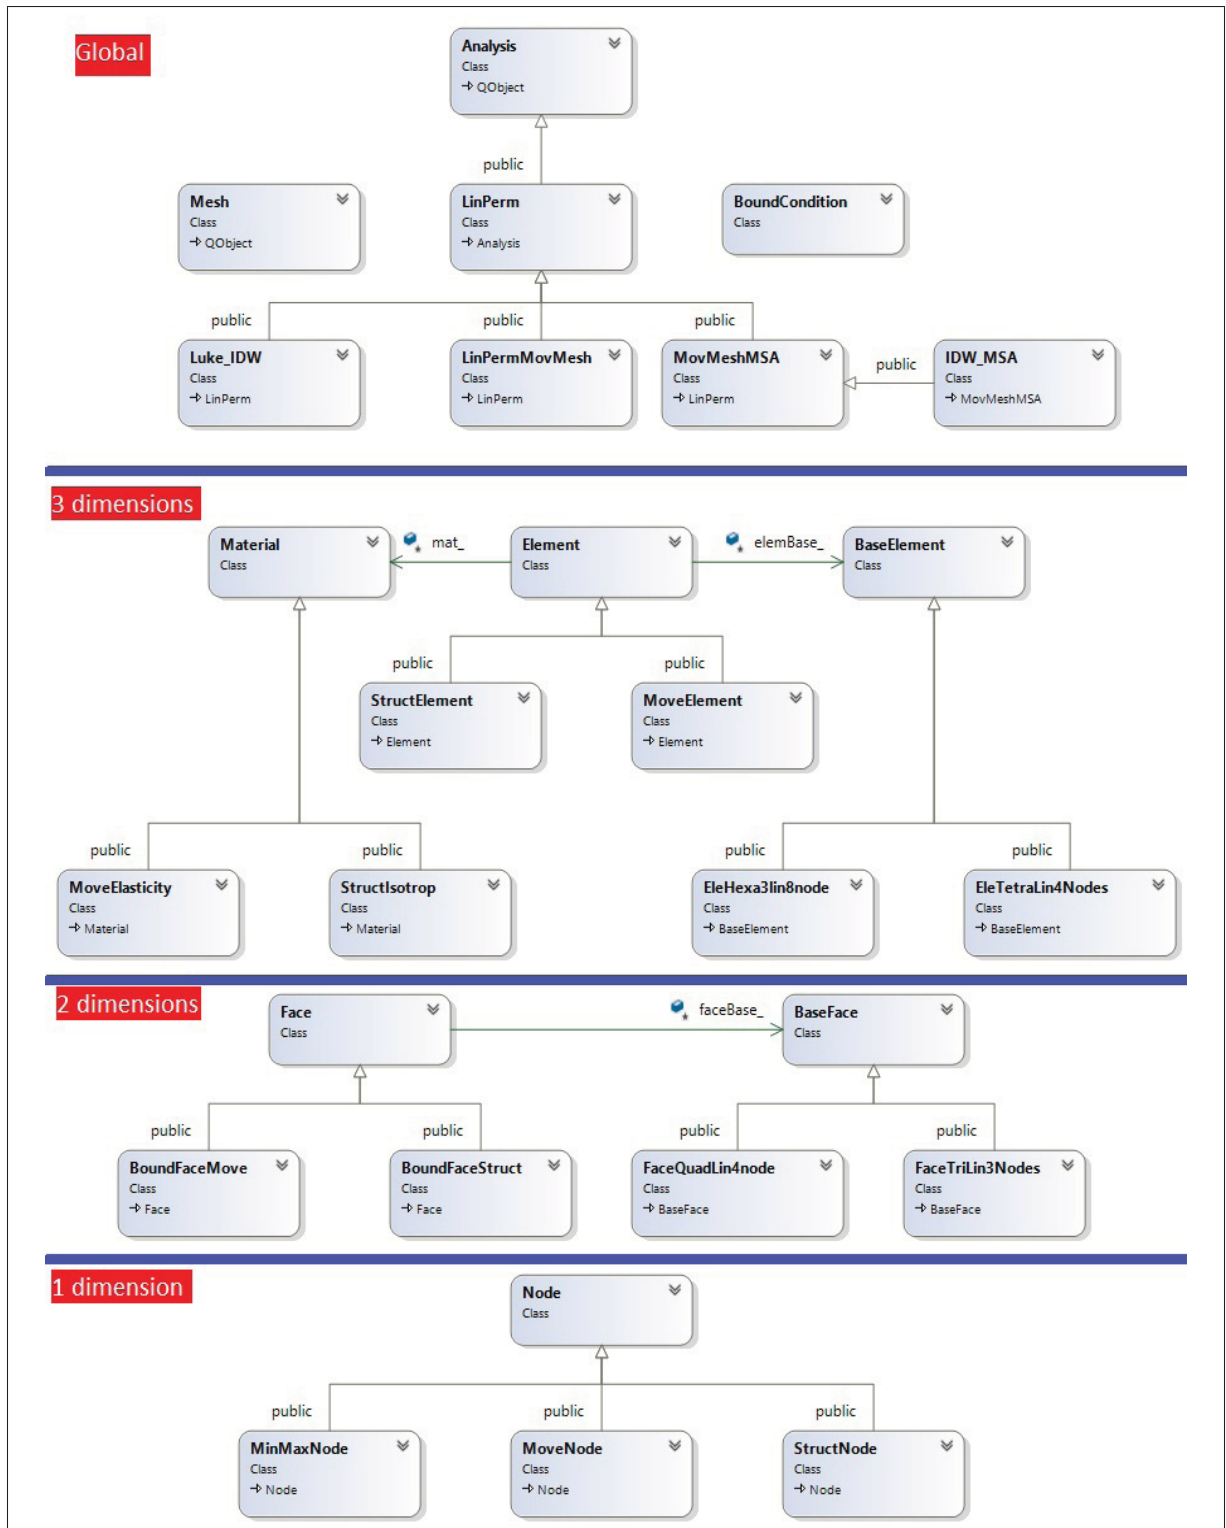 Global
Analysis
Class
QObject
public
Mesh
Class
QObject
LinPerm
Class
Analysis
BoundCondition
Class
public
public
public
Luke_IDW
Class
LinPerm
LinPermMovMesh
Class
LinPerm
MovMeshMSA
Class
LinPerm
public
IDW_MSA
Class
MovMeshMSA
3 dimensions
Material
Class
mat_
Element
Class
elemBase_
BaseElement
Class
public
public
StructElement
Class
Element
MoveElement
Class
Element
public
public
public
public
MoveElasticity
Class
Material
StructIsotrop
Class
Material
EleHexa3lin8node
Class
BaseElement
EleTetraLin4Nodes
Class
BaseElement
2 dimensions
Face
Class
faceBase_
BaseFace
Class
public
public
public
public
BoundFaceMove
Class
Face
BoundFaceStruct
Class
Face
FaceQuadLin4node
Class
BaseFace
FaceTriLin3Nodes
Class
BaseFace
1 dimension
Node
Class
public
public
public
MinMaxNode
Class
Node
MoveNode
Class
Node
StructNode
Class
Node